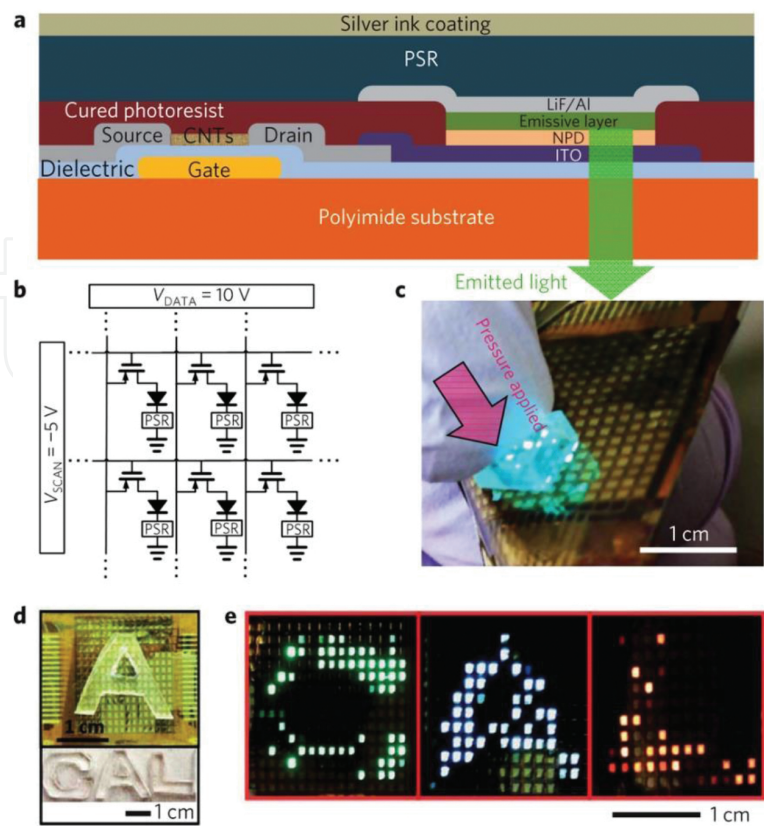 a
Silver ink coating
PSR
LiF/Al
Cured photoresist
Emissive layer
Source CNTs Drain
NPD
ITO
Dielectric Gate
Polyimide substrate
Emitted light
b
V_DATA = 10 V
V_SCAN = −5 V
PSR PSR PSR
PSR PSR PSR
c
Pressure applied
1 cm
d
A
1 cm
CAL
1 cm
e
C A L
1 cm